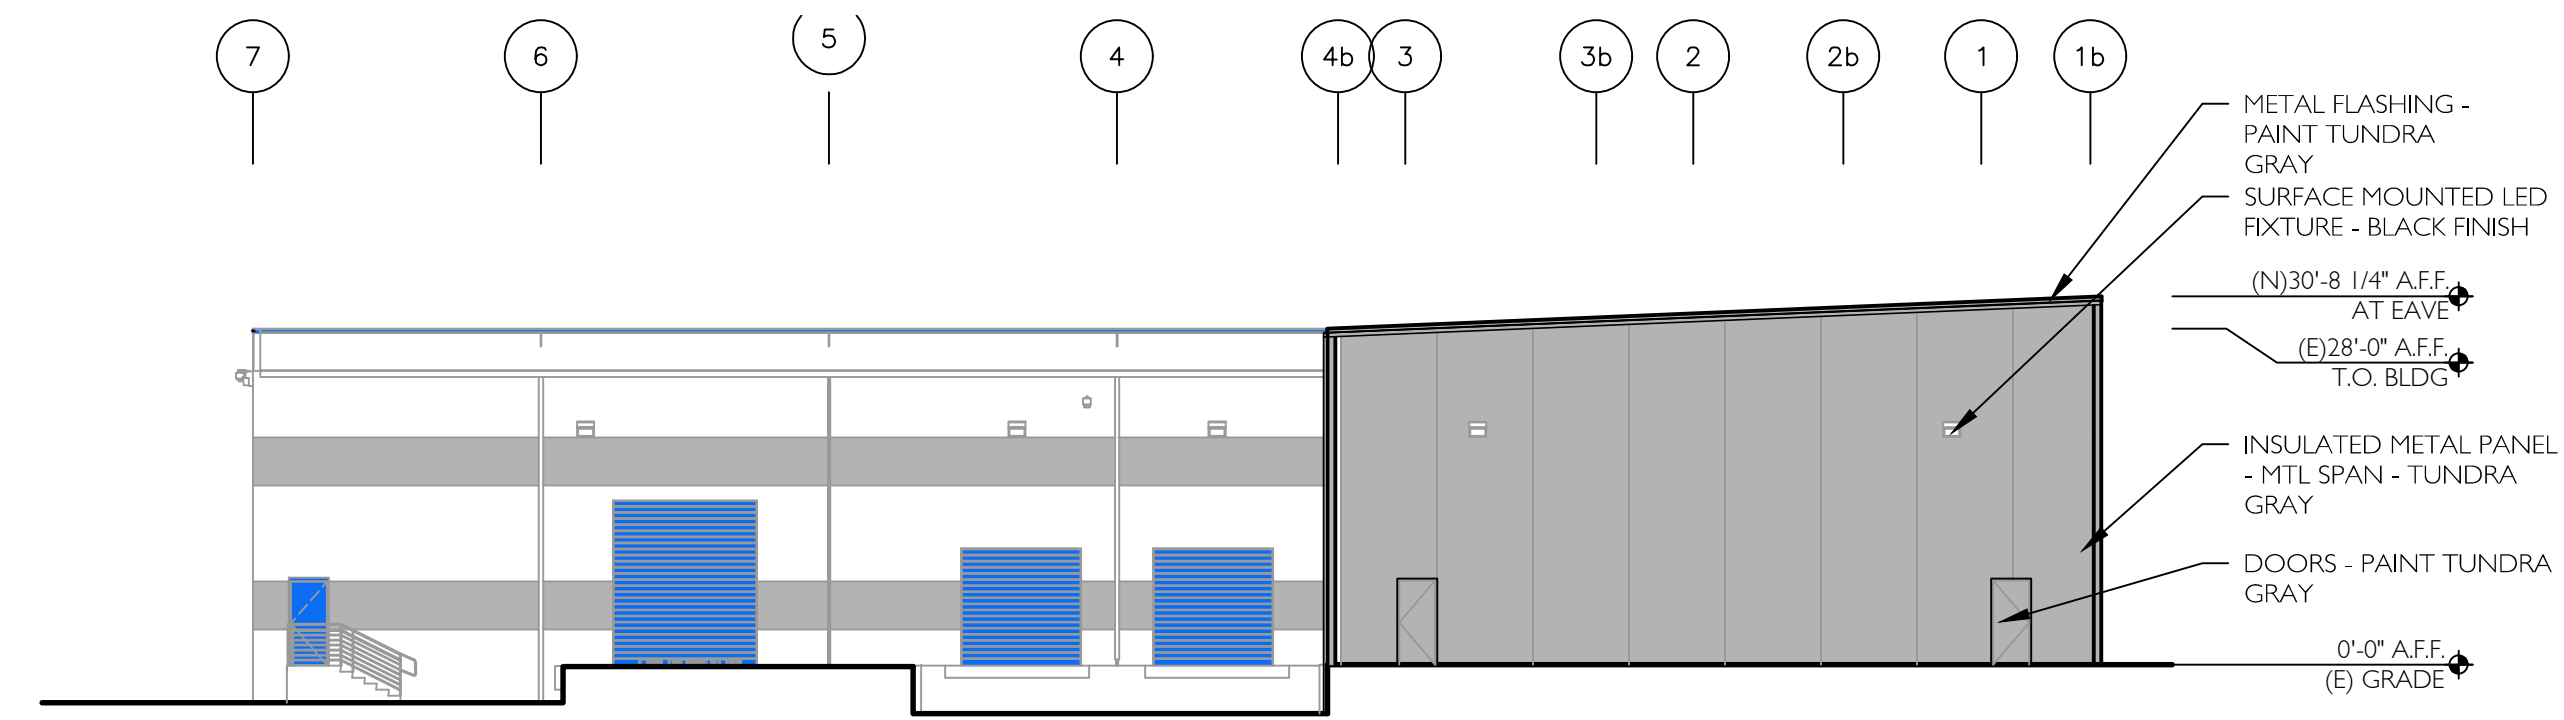 7 6 5 4 4b 3 3b 2 2b 1 1b
METAL FLASHING -
PAINT TUNDRA
GRAY
SURFACE MOUNTED LED
FIXTURE - BLACK FINISH
(N)30'-8 1/4" A.F.F.
AT EAVE
(E)28'-0" A.F.F.
T.O. BLDG
INSULATED METAL PANEL
- MTL SPAN - TUNDRA
GRAY
DOORS - PAINT TUNDRA
GRAY
0'-0" A.F.F.
(E) GRADE